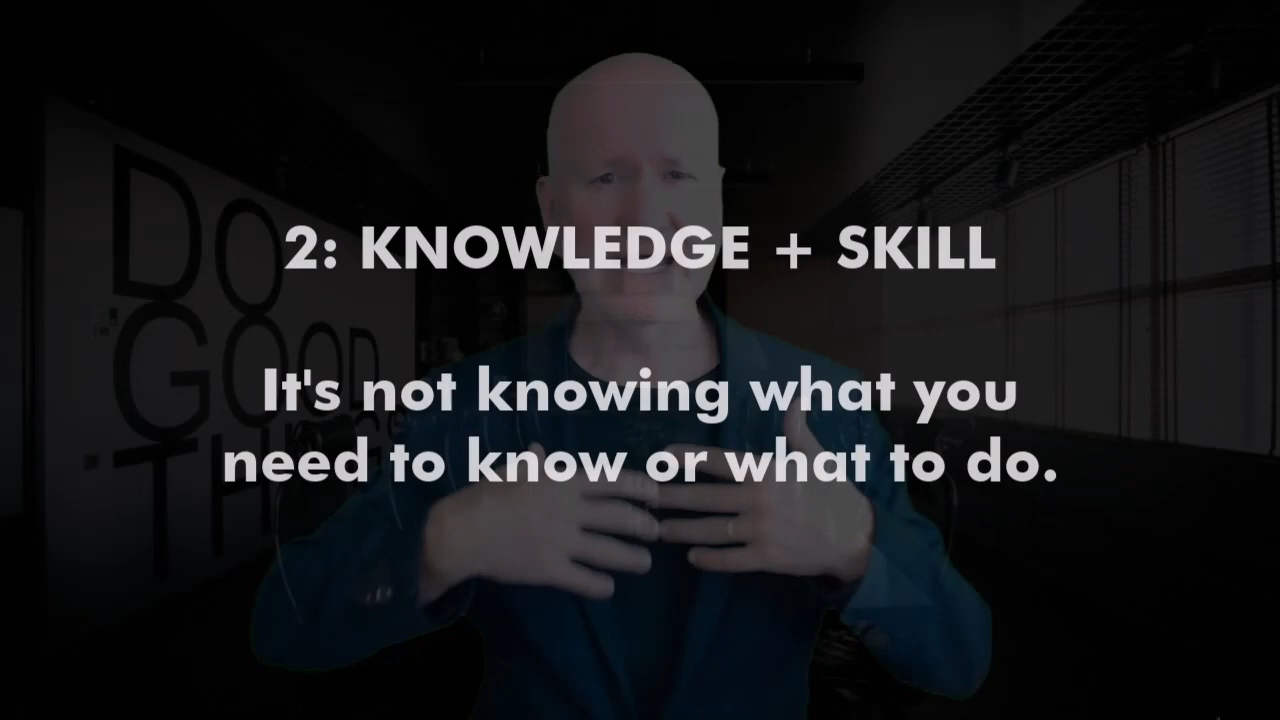 2: KNOWLEDGE + SKILL
It's not knowing what you
need to know or what to do.
DO
GOOD